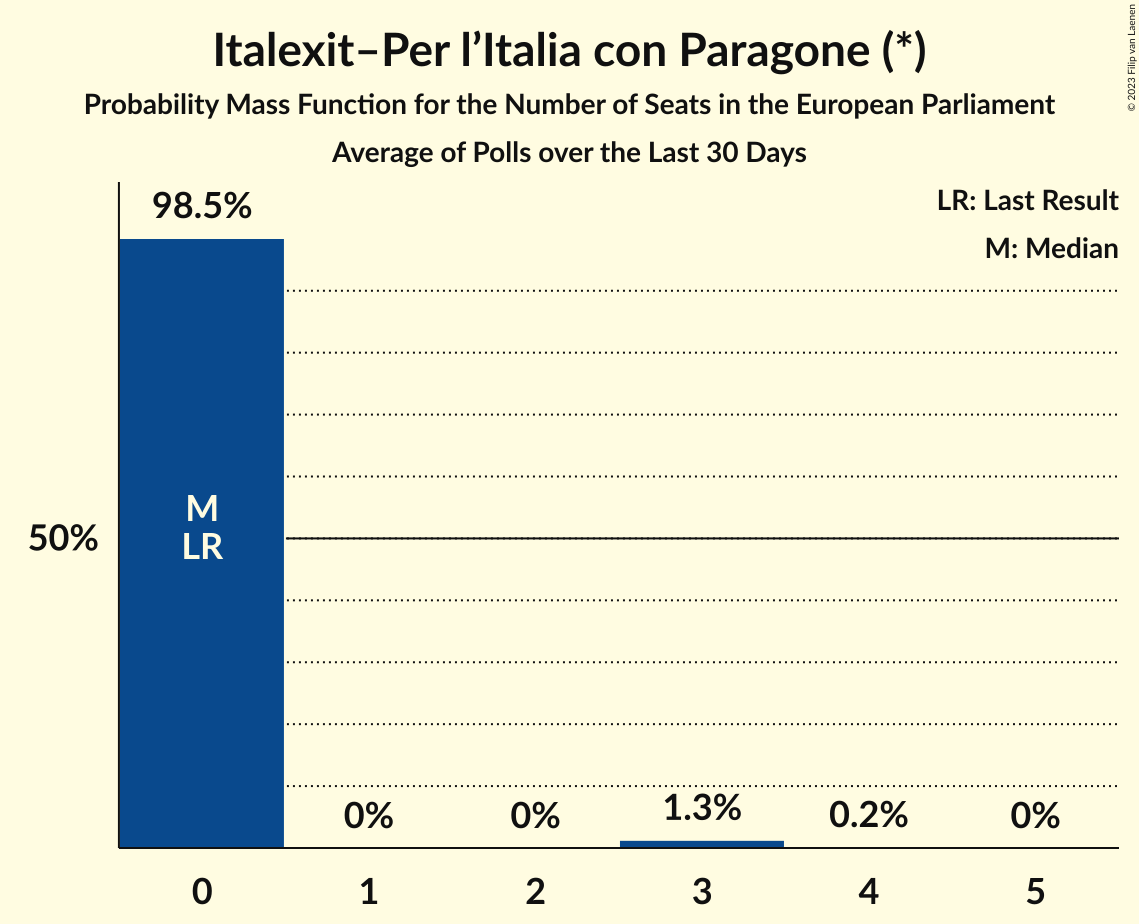 Italexit–Per l’Italia con Paragone (*)
Probability Mass Function for the Number of Seats in the European Parliament
Average of Polls over the Last 30 Days
© 2023 Filip van Laenen
LR: Last Result
M: Median
98.5%
M
LR
50%
0%
0%
1.3%
0.2%
0%
0
1
2
3
4
5